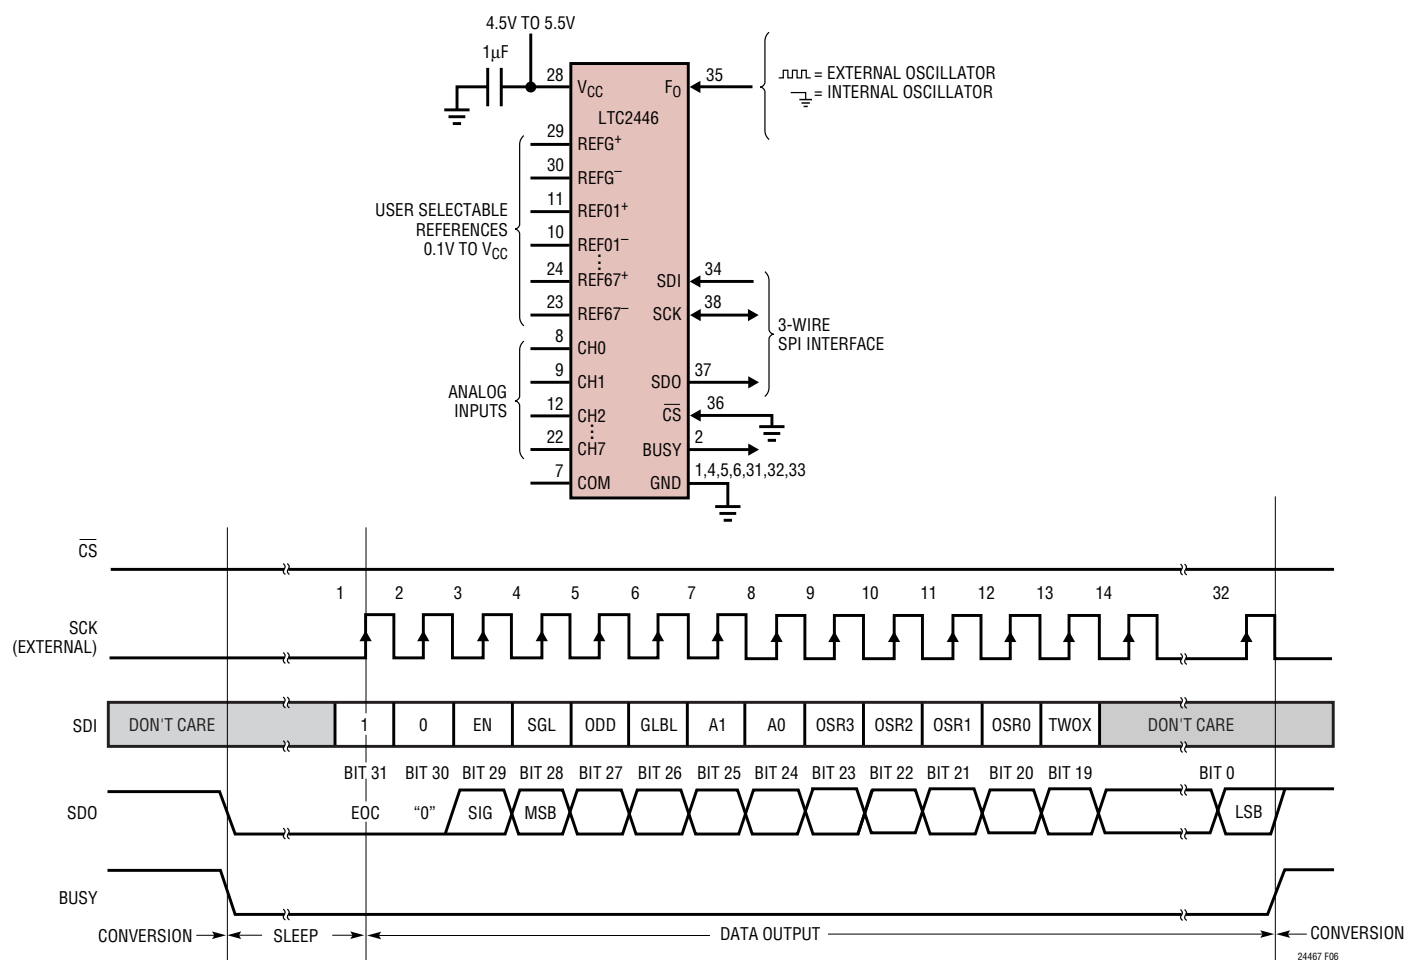 4.5V TO 5.5V
1µF
28
VCC
FO
35
= EXTERNAL OSCILLATOR
= INTERNAL OSCILLATOR
LTC2446
29
REFG+
30
REFG–
11
REF01+
10
REF01–
24
REF67+
23
REF67–
USER SELECTABLE
REFERENCES
0.1V TO VCC
SDI
34
SCK
38
3-WIRE
SPI INTERFACE
8
CH0
9
CH1
SDO
37
12
CH2
CS
36
22
CH7
BUSY
2
ANALOG
INPUTS
7
COM
GND
1,4,5,6,31,32,33
CS
1 2 3 4 5 6 7 8 9 10 11 12 13 14 32
SCK
(EXTERNAL)
SDI
DON'T CARE 1 0 EN SGL ODD GLBL A1 A0 OSR3 OSR2 OSR1 OSR0 TWOX DON'T CARE
BIT 31 BIT 30 BIT 29 BIT 28 BIT 27 BIT 26 BIT 25 BIT 24 BIT 23 BIT 22 BIT 21 BIT 20 BIT 19 BIT 0
SDO
EOC “0” SIG MSB LSB
BUSY
CONVERSION SLEEP DATA OUTPUT CONVERSION
24467 F06